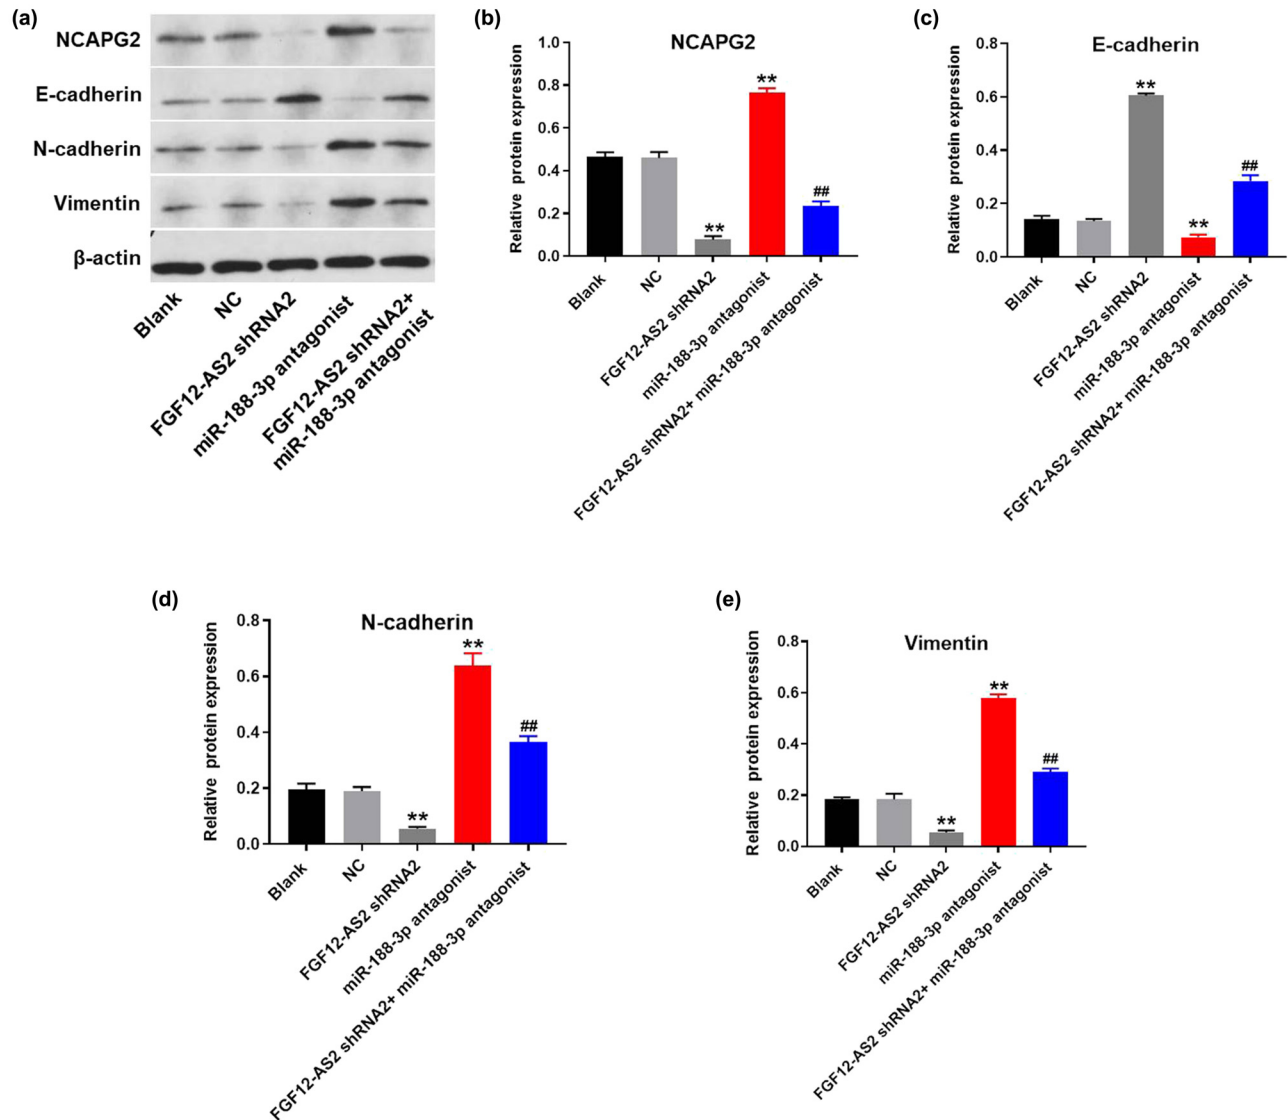 (a)
NCAPG2
E-cadherin
N-cadherin
Vimentin
β-actin
Blank
NC
FGF12-AS2 shRNA2
miR-188-3p antagonist
FGF12-AS2 shRNA2+
miR-188-3p antagonist
(b)
NCAPG2
Relative protein expression
1.0
0.8
0.6
0.4
0.2
0.0
**
**
##
Blank
NC
FGF12-AS2 shRNA2
miR-188-3p antagonist
FGF12-AS2 shRNA2+ miR-188-3p antagonist
(c)
E-cadherin
Relative protein expression
0.8
0.6
0.4
0.2
0.0
**
**
##
Blank
NC
FGF12-AS2 shRNA2
miR-188-3p antagonist
FGF12-AS2 shRNA2+ miR-188-3p antagonist
(d)
N-cadherin
Relative protein expression
0.8
0.6
0.4
0.2
0.0
**
**
##
Blank
NC
FGF12-AS2 shRNA2
miR-188-3p antagonist
FGF12-AS2 shRNA2+ miR-188-3p antagonist
(e)
Vimentin
Relative protein expression
0.8
0.6
0.4
0.2
0.0
**
**
##
Blank
NC
FGF12-AS2 shRNA2
miR-188-3p antagonist
FGF12-AS2 shRNA2+ miR-188-3p antagonist